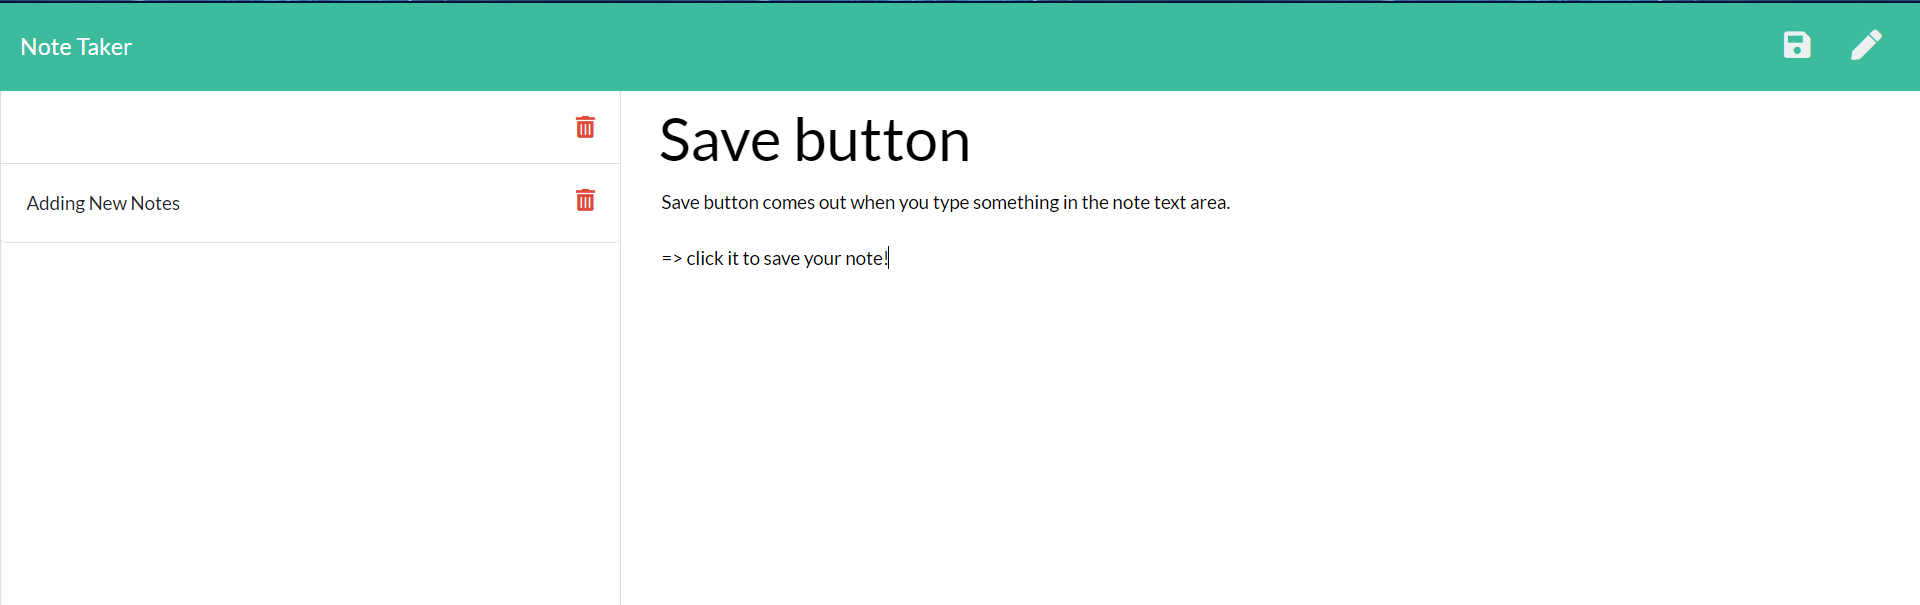 Note Taker
Adding New Notes
Save button
Save button comes out when you type something in the note text area.
=> click it to save your note!